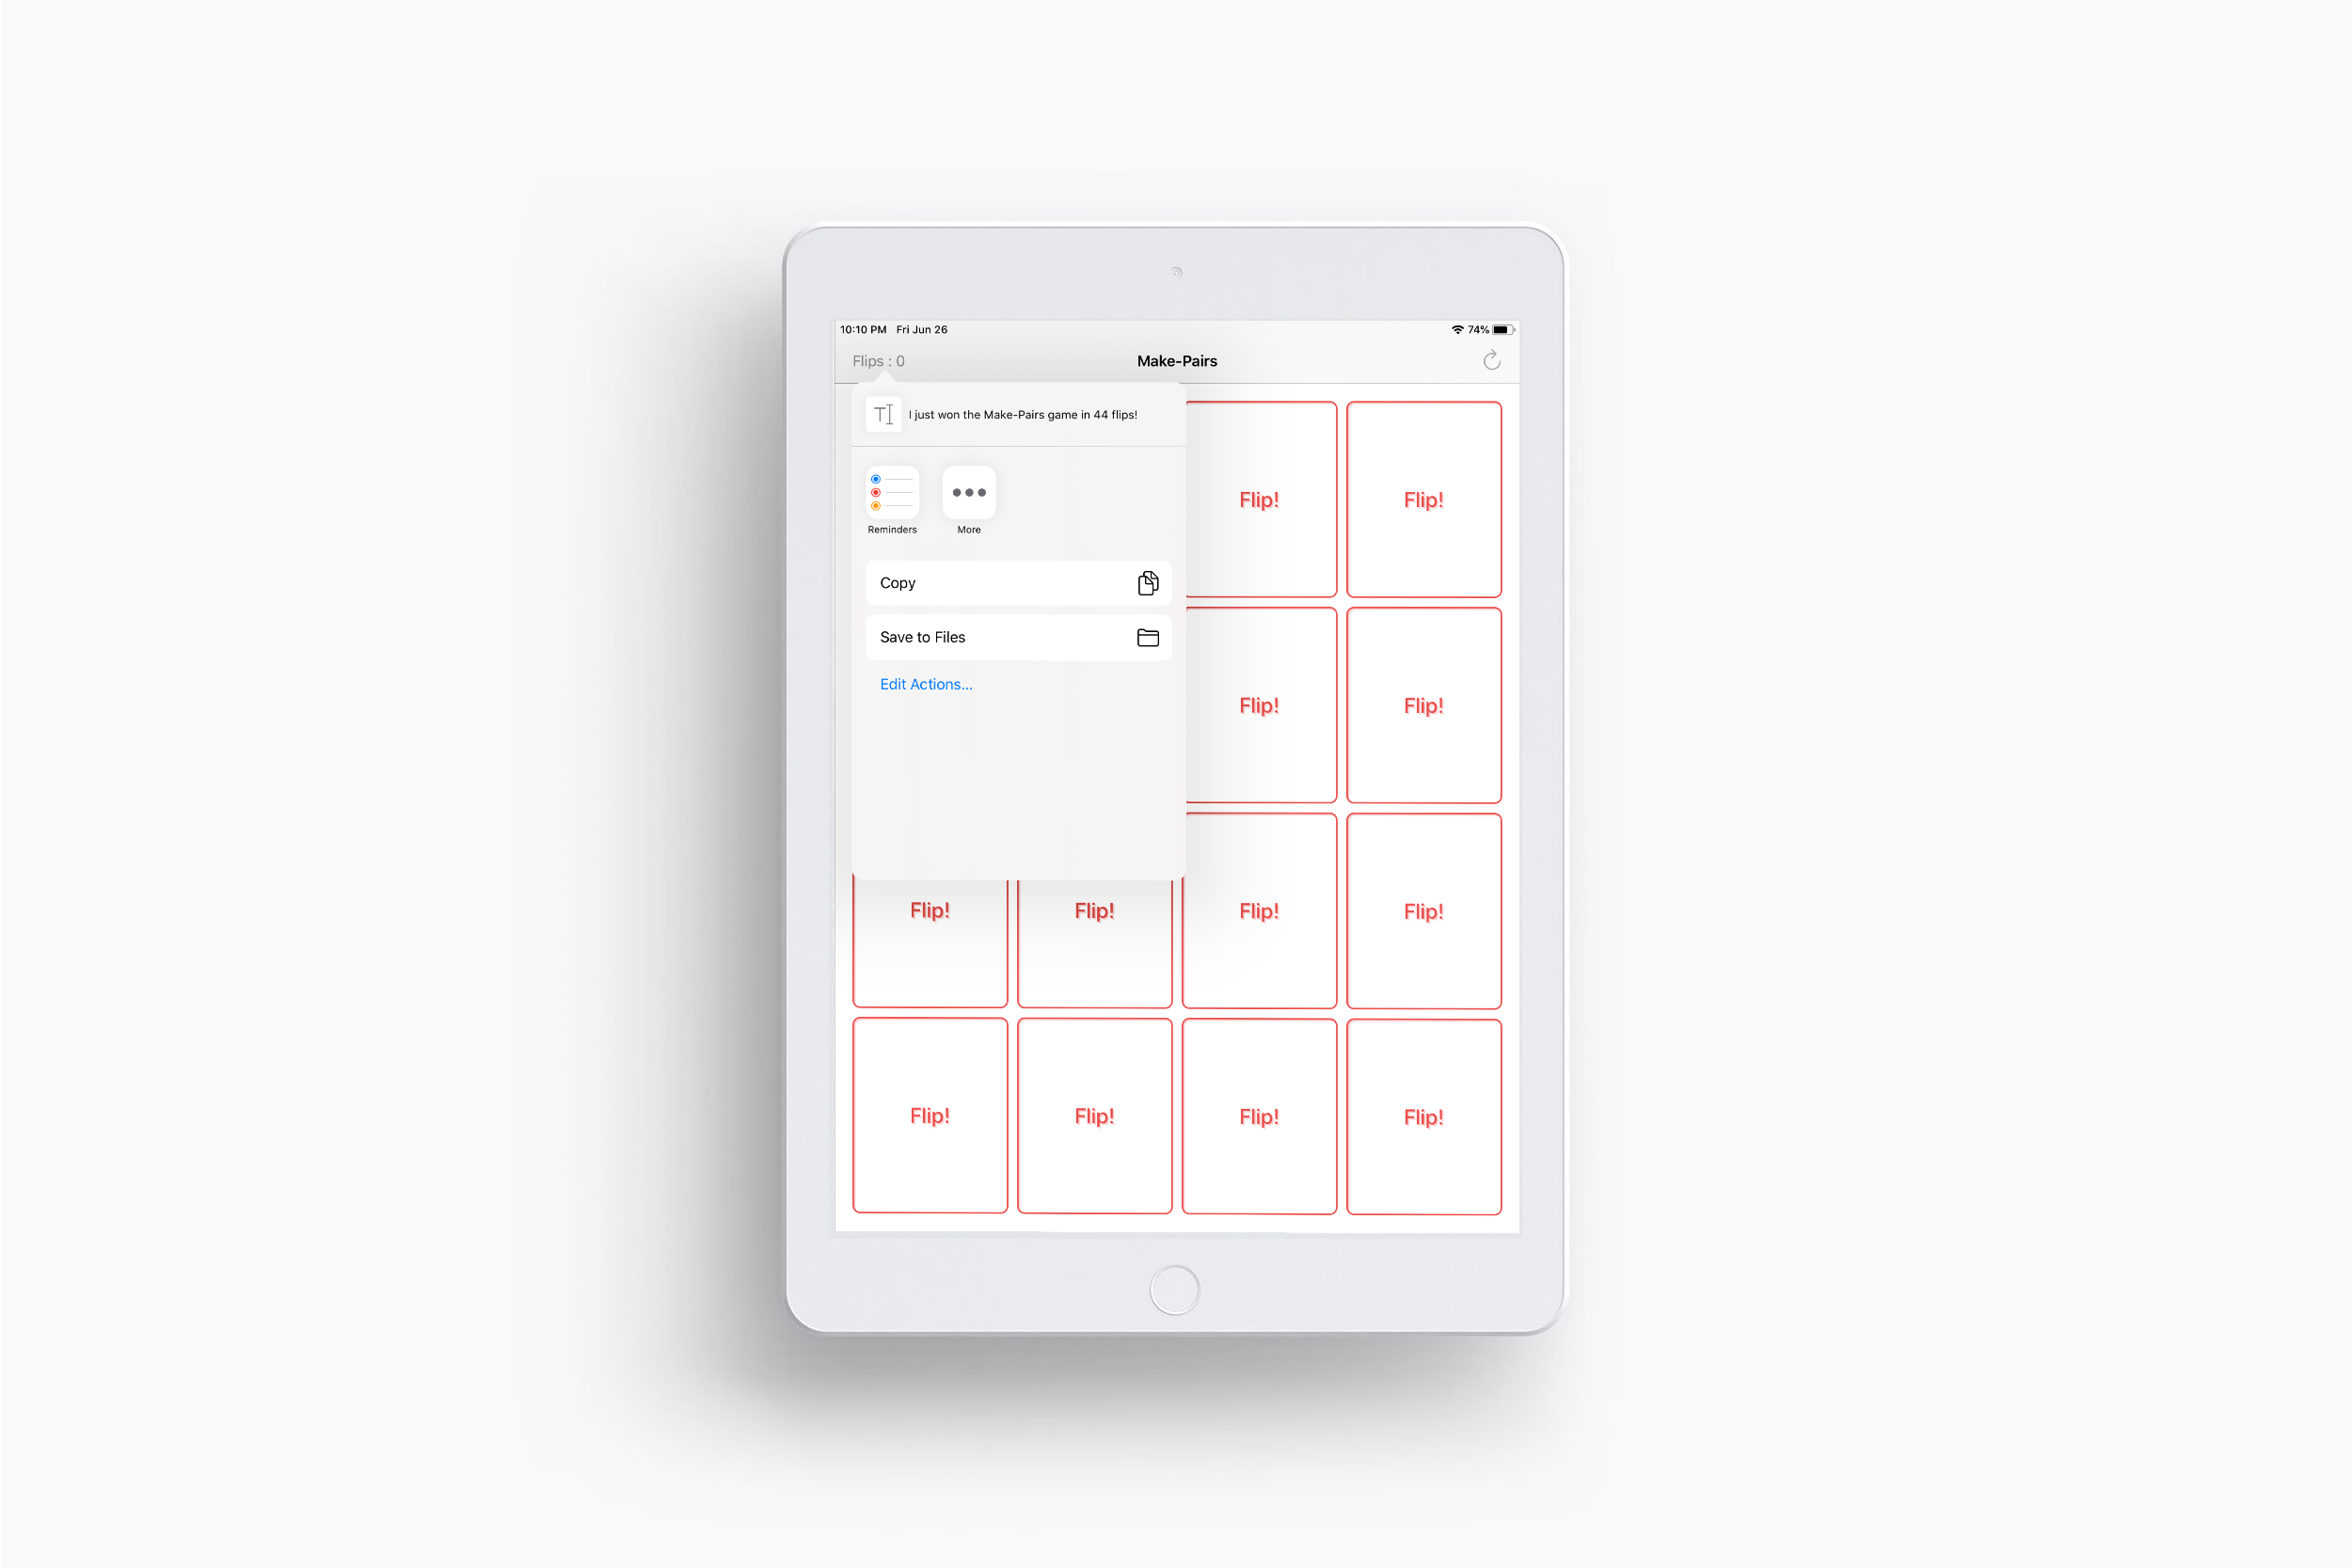 10:10 PM Fri Jun 26 74%
Flips : 0 Make-Pairs
I just won the Make-Pairs game in 44 flips!
Reminders More
Copy
Save to Files
Edit Actions...
Flip! Flip!
Flip! Flip!
Flip! Flip! Flip! Flip!
Flip! Flip! Flip! Flip!